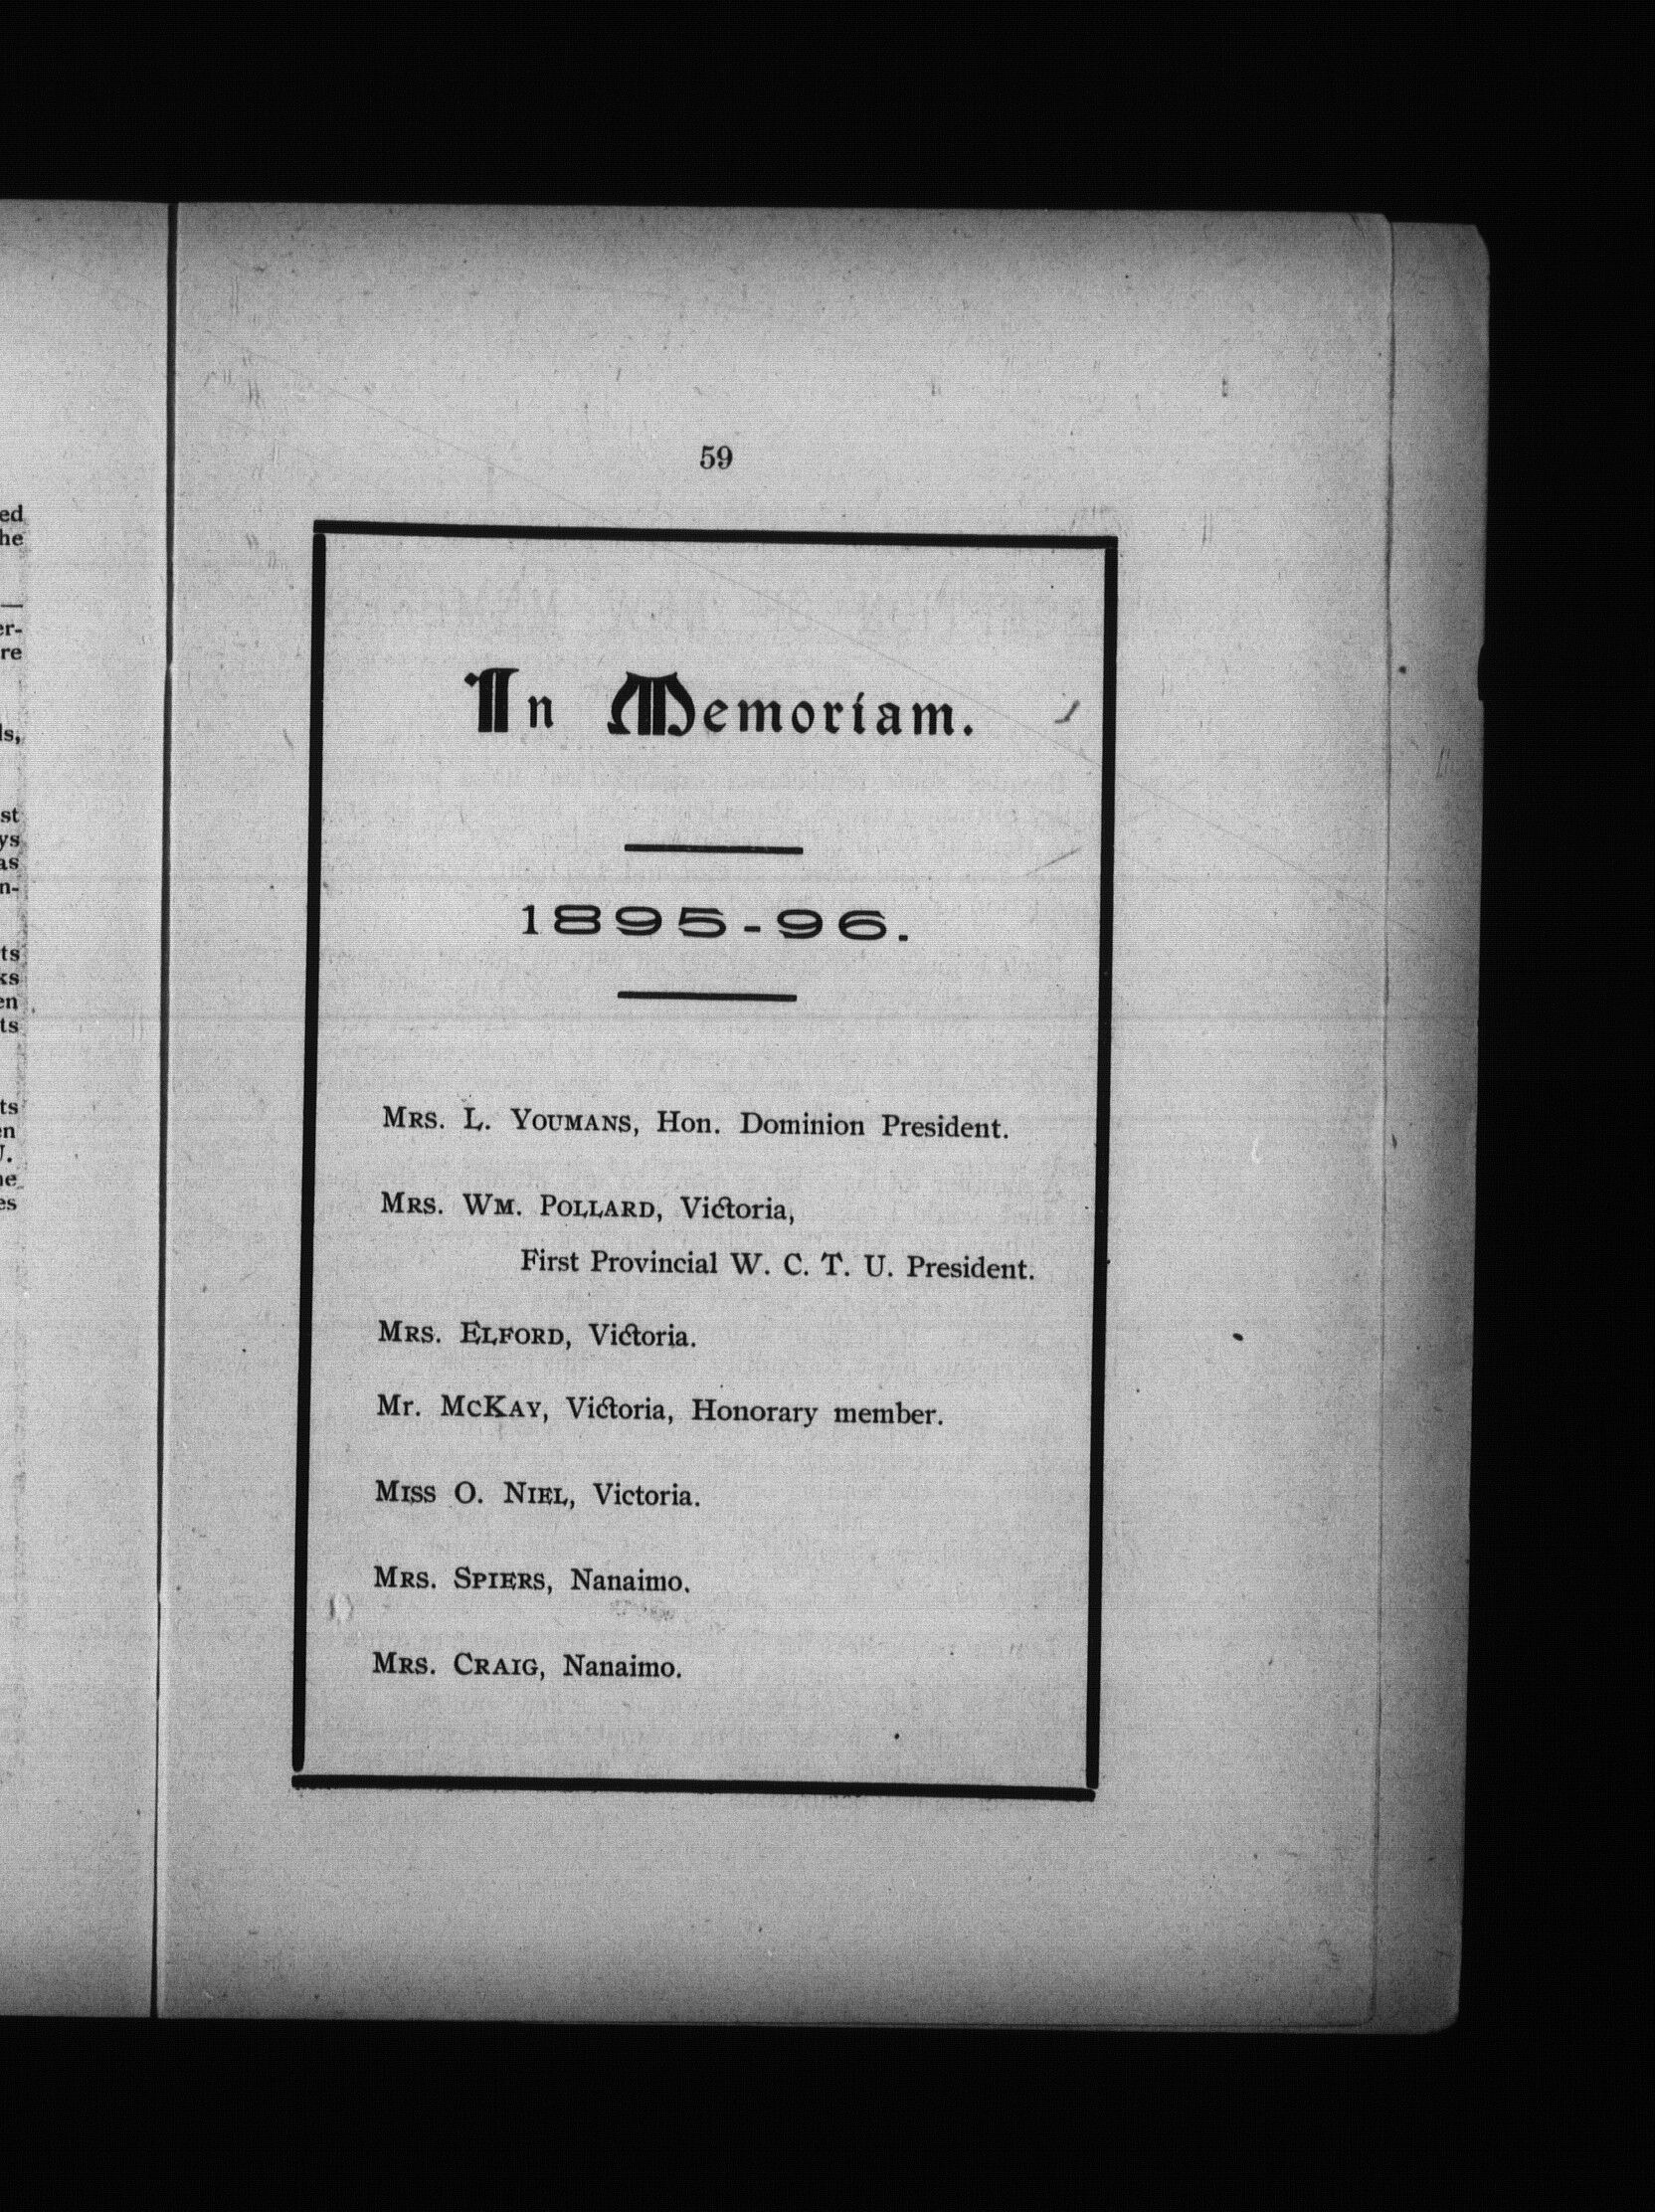 59
In Memoriam.
1895-96.
MRS. L. YOUMANS, Hon. Dominion President.
MRS. WM. POLLARD, Victoria,
First Provincial W. C. T. U. President.
MRS. ELFORD, Victoria.
Mr. MCKAY, Victoria, Honorary member.
MISS O. NIEL, Victoria.
MRS. SPIERS, Nanaimo.
MRS. CRAIG, Nanaimo.